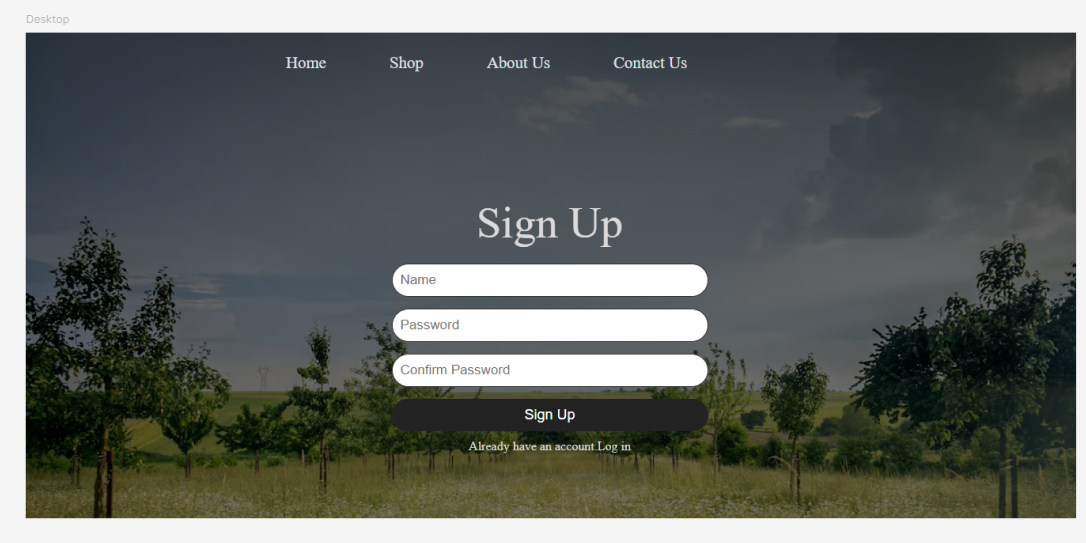 Desktop
Home Shop About Us Contact Us
Sign Up
Name
Password
Confirm Password
Sign Up
Already have an account Log in